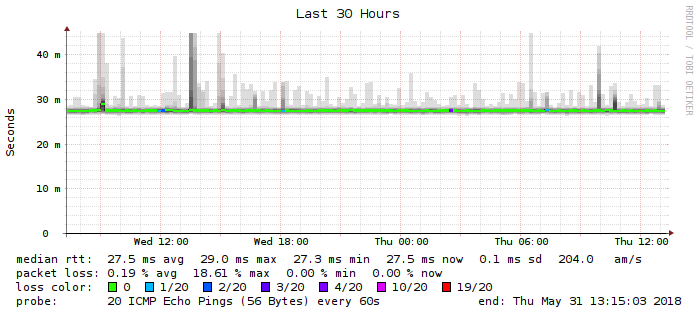 Last 30 Hours
RRDTOOL / TOBI OETIKER
Seconds
40 m
30 m
20 m
10 m
0
Wed 12:00 Wed 18:00 Thu 00:00 Thu 06:00 Thu 12:00
median rtt: 27.5 ms avg 29.0 ms max 27.3 ms min 27.5 ms now 0.1 ms sd 204.0 am/s
packet loss: 0.19 % avg 18.61 % max 0.00 % min 0.00 % now
loss color: 0 1/20 2/20 3/20 4/20 10/20 19/20
probe: 20 ICMP Echo Pings (56 Bytes) every 60s end: Thu May 31 13:15:03 2018